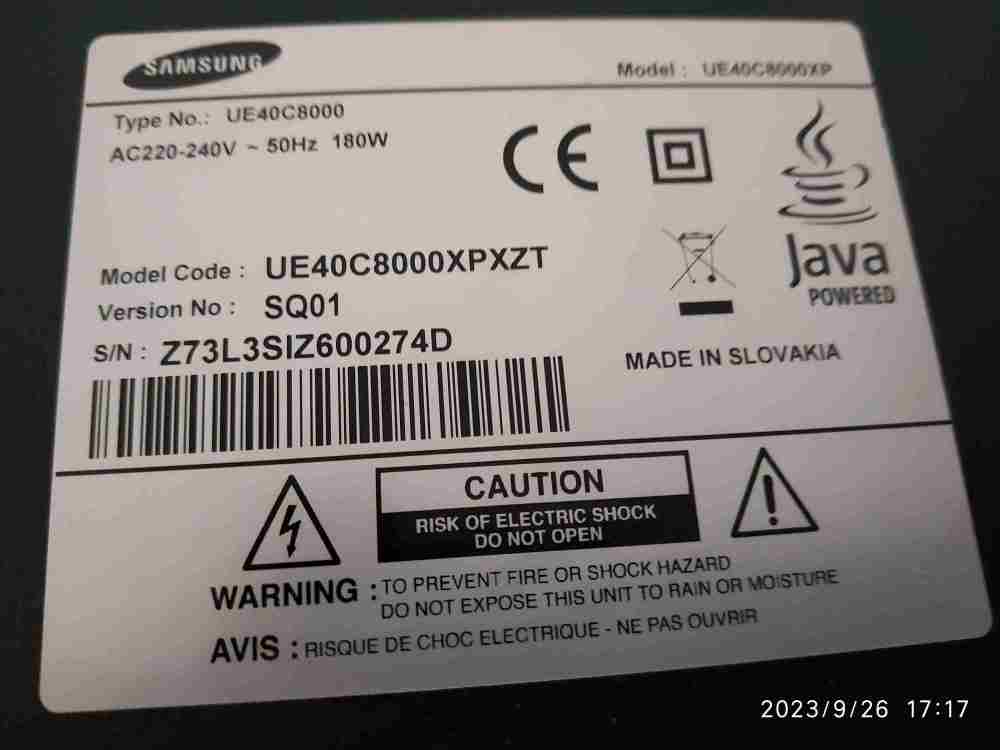 SAMSUNG
Model : UE40C8000XP
Type No.: UE40C8000
AC220-240V ~ 50Hz 180W
CE
Java
POWERED
Model Code : UE40C8000XPXZT
Version No : SQ01
S/N : Z73L3SIZ600274D
MADE IN SLOVAKIA
CAUTION
RISK OF ELECTRIC SHOCK
DO NOT OPEN
WARNING : TO PREVENT FIRE OR SHOCK HAZARD
DO NOT EXPOSE THIS UNIT TO RAIN OR MOISTURE
AVIS : RISQUE DE CHOC ELECTRIQUE - NE PAS OUVRIR
2023/9/26 17:17